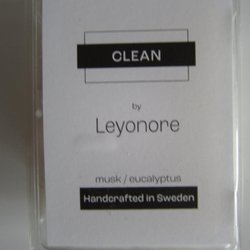 CLEAN
by
Leyonore
musk / eucalyptus
Handcrafted in Sweden